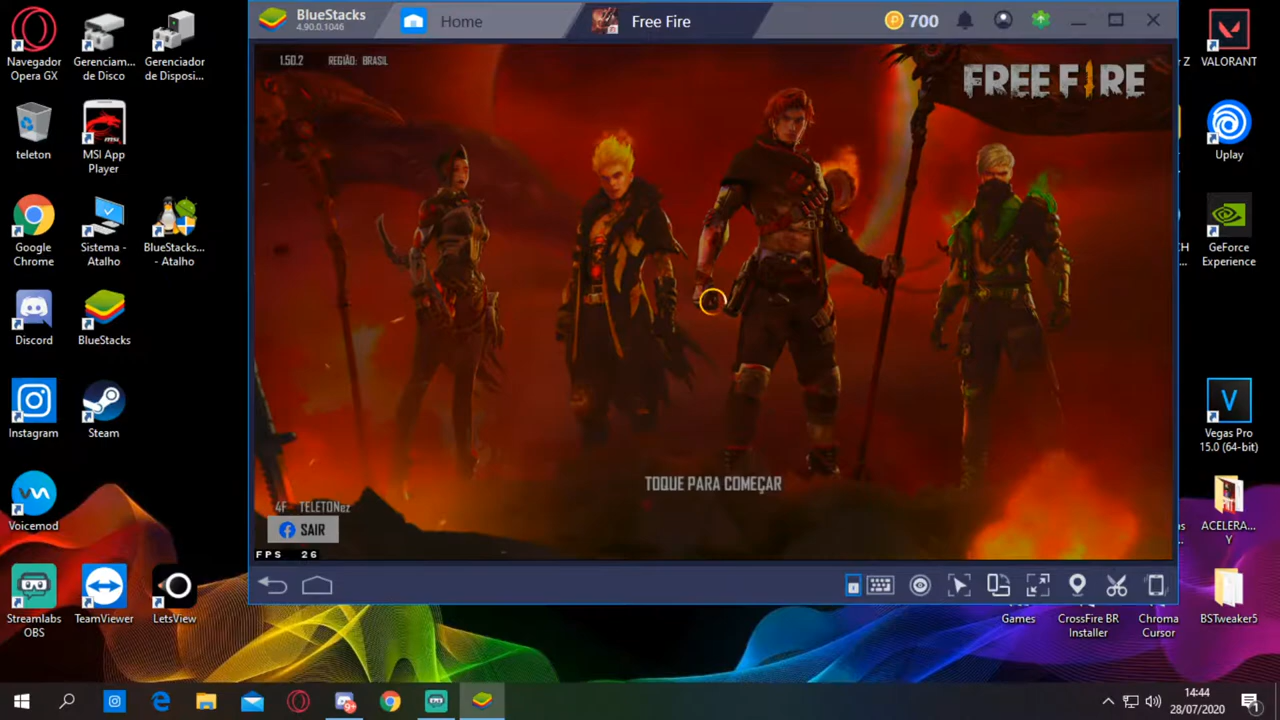 BlueStacks
4.90.0.1046
Home
Free Fire
700
1.50.2
REGIÃO: BRASIL
FREE FIRE
TOQUE PARA COMEÇAR
4F TELETONez
SAIR
FPS 26
Navegador
Opera GX
Gerenciam...
de Disco
Gerenciador
de Disposi...
teleton
MSI App
Player
Google
Chrome
Sistema -
Atalho
BlueStacks...
- Atalho
Discord
BlueStacks
Instagram
Steam
Voicemod
Streamlabs
OBS
TeamViewer
LetsView
VALORANT
Uplay
GeForce
Experience
Vegas Pro
15.0 (64-bit)
ACELERA...
Y
Games
CrossFire BR
Installer
Chroma
Cursor
BSTweaker5
14:44
28/07/2020